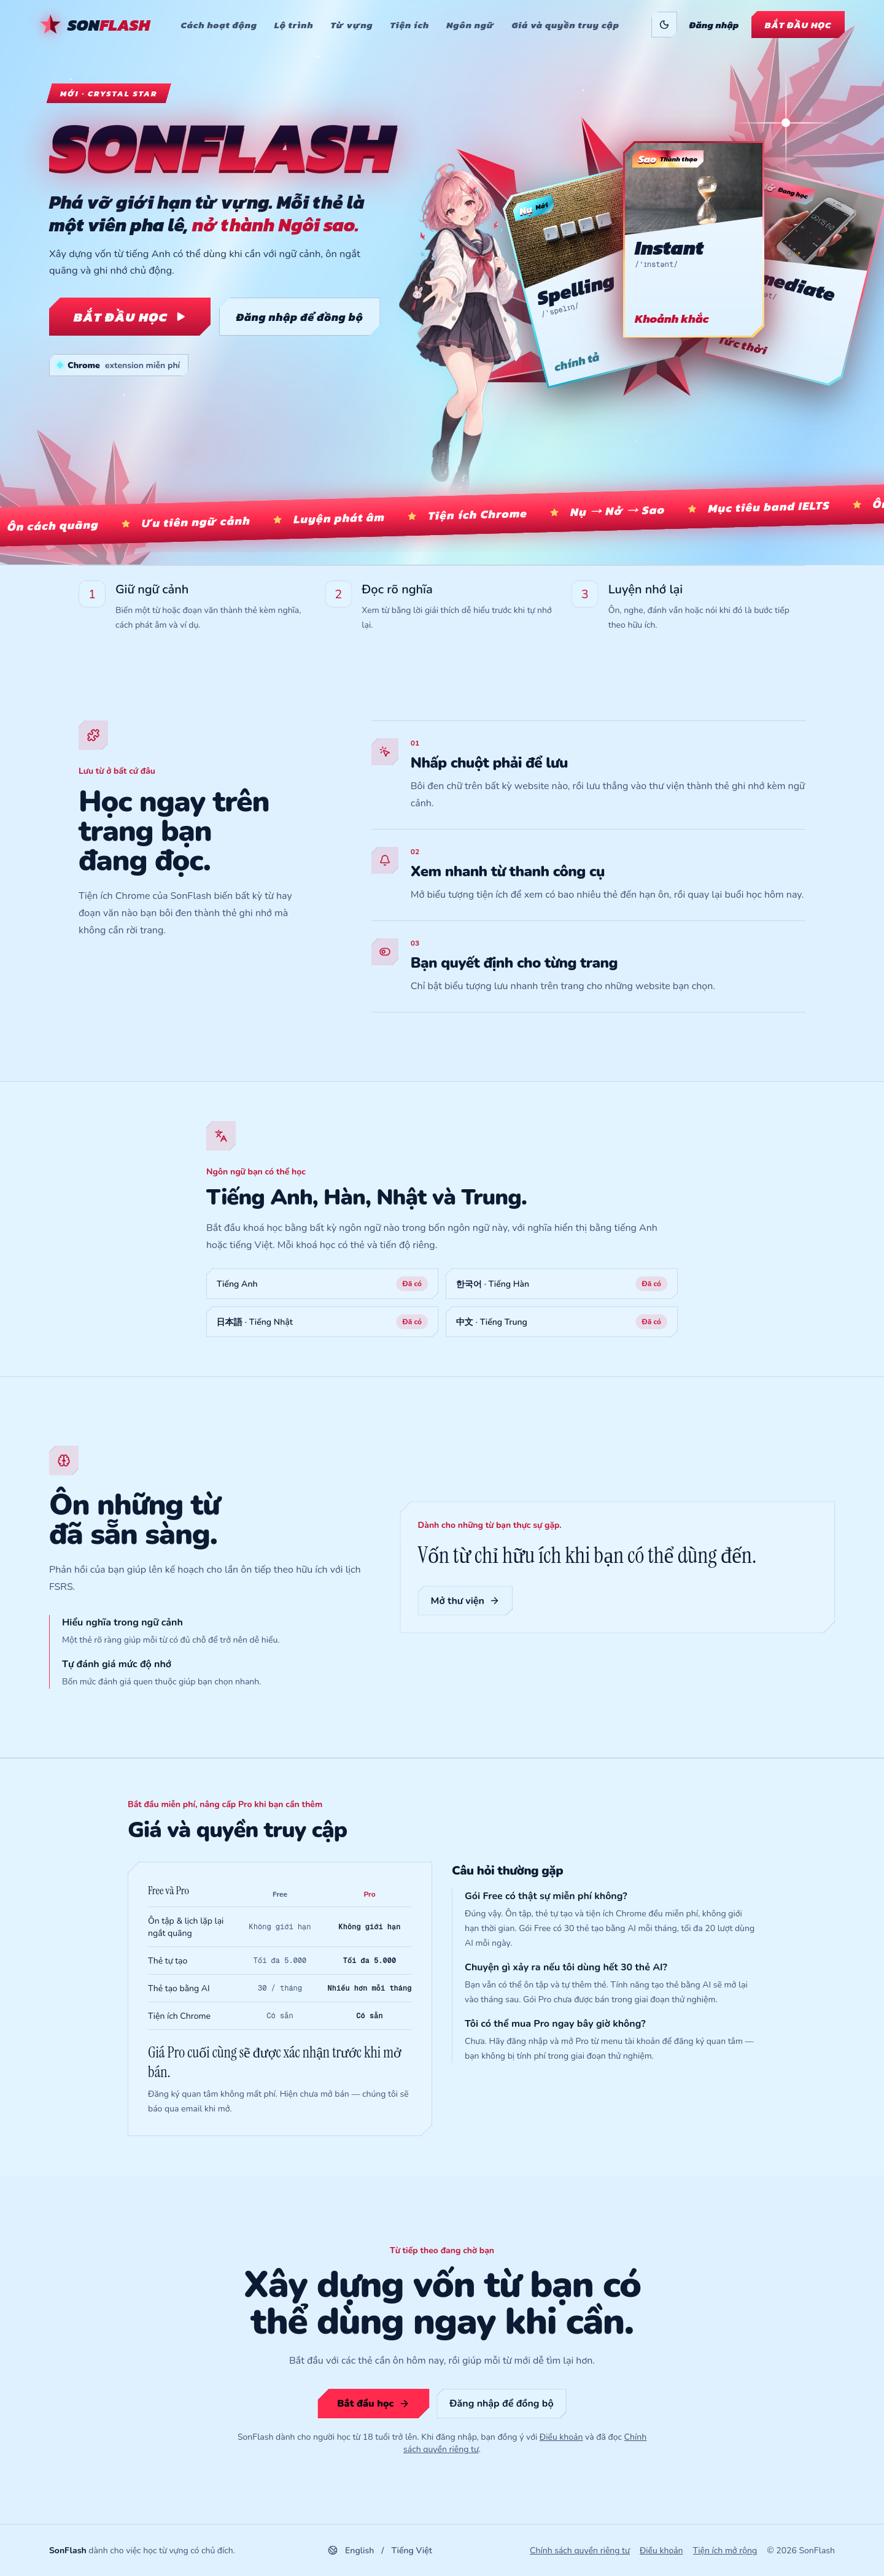 SONFLASH
Cách hoạt động
Lộ trình
Từ vựng
Tiện ích
Ngôn ngữ
Giá và quyền truy cập
Đăng nhập
BẮT ĐẦU HỌC
MỚI · CRYSTAL STAR
SONFLASH
Phá vỡ giới hạn từ vựng. Mỗi thẻ là
một viên pha lê, nở thành Ngôi sao.
Xây dựng vốn từ tiếng Anh có thể dùng khi cần với ngữ cảnh, ôn ngắt
quãng và ghi nhớ chủ động.
BẮT ĐẦU HỌC
Đăng nhập để đồng bộ
Chrome extension miễn phí
Nụ Mới
Spelling
/ˈspelɪŋ/
chính tả
Sao Thành thạo
Instant
/ˈɪnstənt/
Khoảnh khắc
Đang học
mediate
Tức thời
Ôn cách quãng
Ưu tiên ngữ cảnh
Luyện phát âm
Tiện ích Chrome
Nụ → Nở → Sao
Mục tiêu band IELTS
1
Giữ ngữ cảnh
Biến một từ hoặc đoạn văn thành thẻ kèm nghĩa,
cách phát âm và ví dụ.
2
Đọc rõ nghĩa
Xem từ bằng lời giải thích dễ hiểu trước khi tự nhớ
lại.
3
Luyện nhớ lại
Ôn, nghe, đánh vần hoặc nói khi đó là bước tiếp
theo hữu ích.
Lưu từ ở bất cứ đâu
Học ngay trên
trang bạn
đang đọc.
Tiện ích Chrome của SonFlash biến bất kỳ từ hay
đoạn văn nào bạn bôi đen thành thẻ ghi nhớ mà
không cần rời trang.
01
Nhấp chuột phải để lưu
Bôi đen chữ trên bất kỳ website nào, rồi lưu thẳng vào thư viện thành thẻ ghi nhớ kèm ngữ
cảnh.
02
Xem nhanh từ thanh công cụ
Mở biểu tượng tiện ích để xem có bao nhiêu thẻ đến hạn ôn, rồi quay lại buổi học hôm nay.
03
Bạn quyết định cho từng trang
Chỉ bật biểu tượng lưu nhanh trên trang cho những website bạn chọn.
Ngôn ngữ bạn có thể học
Tiếng Anh, Hàn, Nhật và Trung.
Bắt đầu khoá học bằng bất kỳ ngôn ngữ nào trong bốn ngôn ngữ này, với nghĩa hiển thị bằng tiếng Anh
hoặc tiếng Việt. Mỗi khoá học có thẻ và tiến độ riêng.
Tiếng Anh
Đã có
한국어 · Tiếng Hàn
Đã có
日本語 · Tiếng Nhật
Đã có
中文 · Tiếng Trung
Đã có
Ôn những từ
đã sẵn sàng.
Phản hồi của bạn giúp lên kế hoạch cho lần ôn tiếp theo hữu ích với lịch
FSRS.
Hiểu nghĩa trong ngữ cảnh
Một thẻ rõ ràng giúp mỗi từ có đủ chỗ để trở nên dễ hiểu.
Tự đánh giá mức độ nhớ
Bốn mức đánh giá quen thuộc giúp bạn chọn nhanh.
Dành cho những từ bạn thực sự gặp.
Vốn từ chỉ hữu ích khi bạn có thể dùng đến.
Mở thư viện
Bắt đầu miễn phí, nâng cấp Pro khi bạn cần thêm
Giá và quyền truy cập
Free và Pro
Free
Pro
Ôn tập & lịch lặp lại
ngắt quãng
Không giới hạn
Không giới hạn
Thẻ tự tạo
Tối đa 5.000
Tối đa 5.000
Thẻ tạo bằng AI
30 / tháng
Nhiều hơn mỗi tháng
Tiện ích Chrome
Có sẵn
Có sẵn
Giá Pro cuối cùng sẽ được xác nhận trước khi mở
bán.
Đăng ký quan tâm không mất phí. Hiện chưa mở bán — chúng tôi sẽ
báo qua email khi mở.
Câu hỏi thường gặp
Gói Free có thật sự miễn phí không?
Đúng vậy. Ôn tập, thẻ tự tạo và tiện ích Chrome đều miễn phí, không giới
hạn thời gian. Gói Free có 30 thẻ tạo bằng AI mỗi tháng, tối đa 20 lượt dùng
AI mỗi ngày.
Chuyện gì xảy ra nếu tôi dùng hết 30 thẻ AI?
Bạn vẫn có thể ôn tập và tự thêm thẻ. Tính năng tạo thẻ bằng AI sẽ mở lại
vào tháng sau. Gói Pro chưa được bán trong giai đoạn thử nghiệm.
Tôi có thể mua Pro ngay bây giờ không?
Chưa. Hãy đăng nhập và mở Pro từ menu tài khoản để đăng ký quan tâm —
bạn không bị tính phí trong giai đoạn thử nghiệm.
Từ tiếp theo đang chờ bạn
Xây dựng vốn từ bạn có
thể dùng ngay khi cần.
Bắt đầu với các thẻ cần ôn hôm nay, rồi giúp mỗi từ mới dễ tìm lại hơn.
Bắt đầu học
Đăng nhập để đồng bộ
SonFlash dành cho người học từ 18 tuổi trở lên. Khi đăng nhập, bạn đồng ý với Điều khoản và đã đọc Chính
sách quyền riêng tư.
SonFlash dành cho việc học từ vựng có chủ đích.
English / Tiếng Việt
Chính sách quyền riêng tư
Điều khoản
Tiện ích mở rộng
© 2026 SonFlash